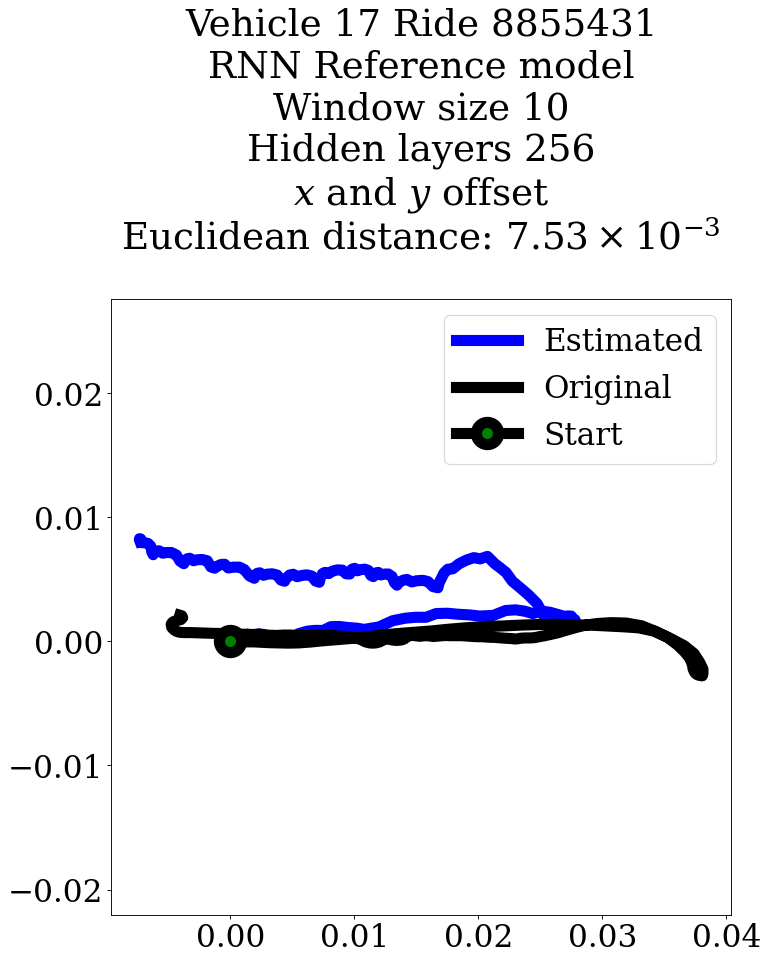 Vehicle 17 Ride 8855431
RNN Reference model
Window size 10
Hidden layers 256
x and y offset
Euclidean distance: 7.53 × 10⁻³
Estimated
Original
Start
0.02
0.01
0.00
−0.01
−0.02
0.00 0.01 0.02 0.03 0.04